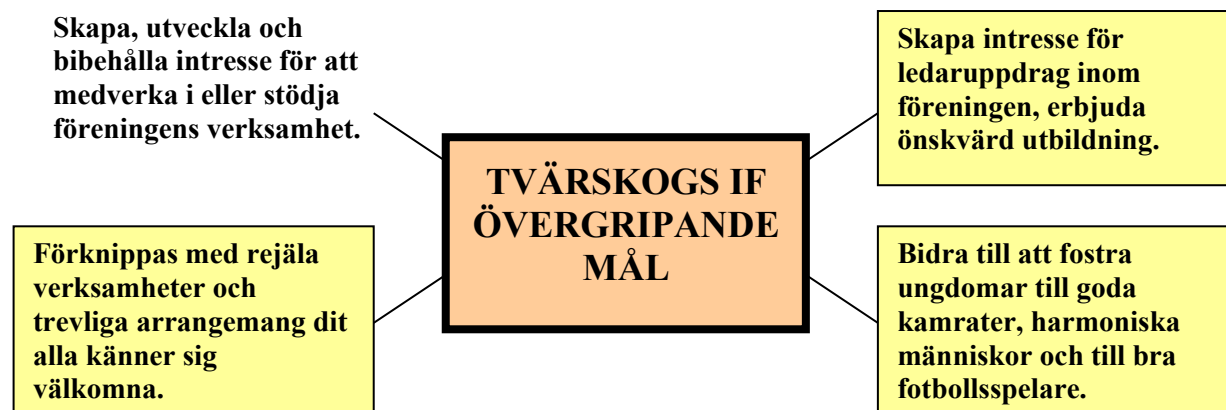 Skapa, utveckla och
bibehålla intresse för att
medverka i eller stödja
föreningens verksamhet.
Skapa intresse för
ledaruppdrag inom
föreningen, erbjuda
önskvärd utbildning.
TVÄRSKOGS IF
ÖVERGRIPANDE
MÅL
Förknippas med rejäla
verksamheter och
trevliga arrangemang dit
alla känner sig
välkomna.
Bidra till att fostra
ungdomar till goda
kamrater, harmoniska
människor och till bra
fotbollsspelare.